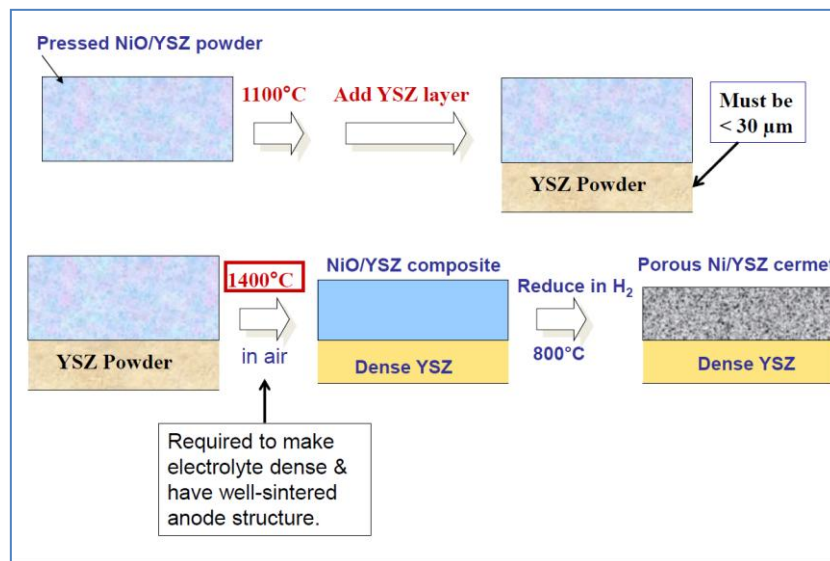 Pressed NiO/YSZ powder
1100°C
Add YSZ layer
Must be
< 30 µm
YSZ Powder
1400°C
in air
YSZ Powder
NiO/YSZ composite
Dense YSZ
Reduce in H₂
800°C
Porous Ni/YSZ cermet
Dense YSZ
Required to make
electrolyte dense &
have well-sintered
anode structure.